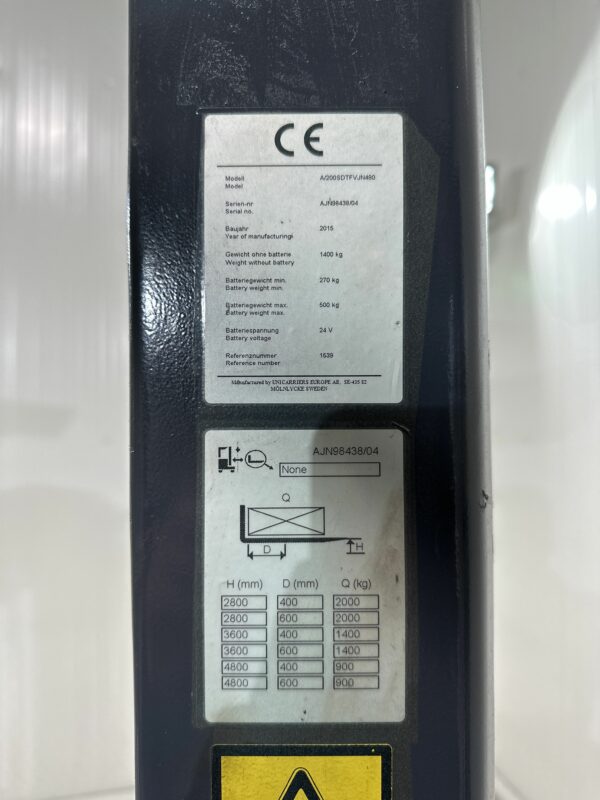 CE
Modell A/200SDTFVJN480
Model
Serien-nr AJN98438/04
Serial no.
Baujahr 2015
Year of manufacturingi
Gewicht ohne batterie 1400 kg
Weight without battery
Batteriegewicht min. 270 kg
Battery weight min.
Batteriegewicht max. 500 kg
Battery weight max.
Batteriespannung 24 V
Battery voltage
Referenznummer 1639
Reference number
Manufactured by UNICARRIERS EUROPE AB, SE-435 82
MÖLNLYCKE SWEDEN
AJN98438/04
None
Q
D H
H (mm) D (mm) Q (kg)
2800 400 2000
2800 600 2000
3600 400 1400
3600 600 1400
4800 400 900
4800 600 900